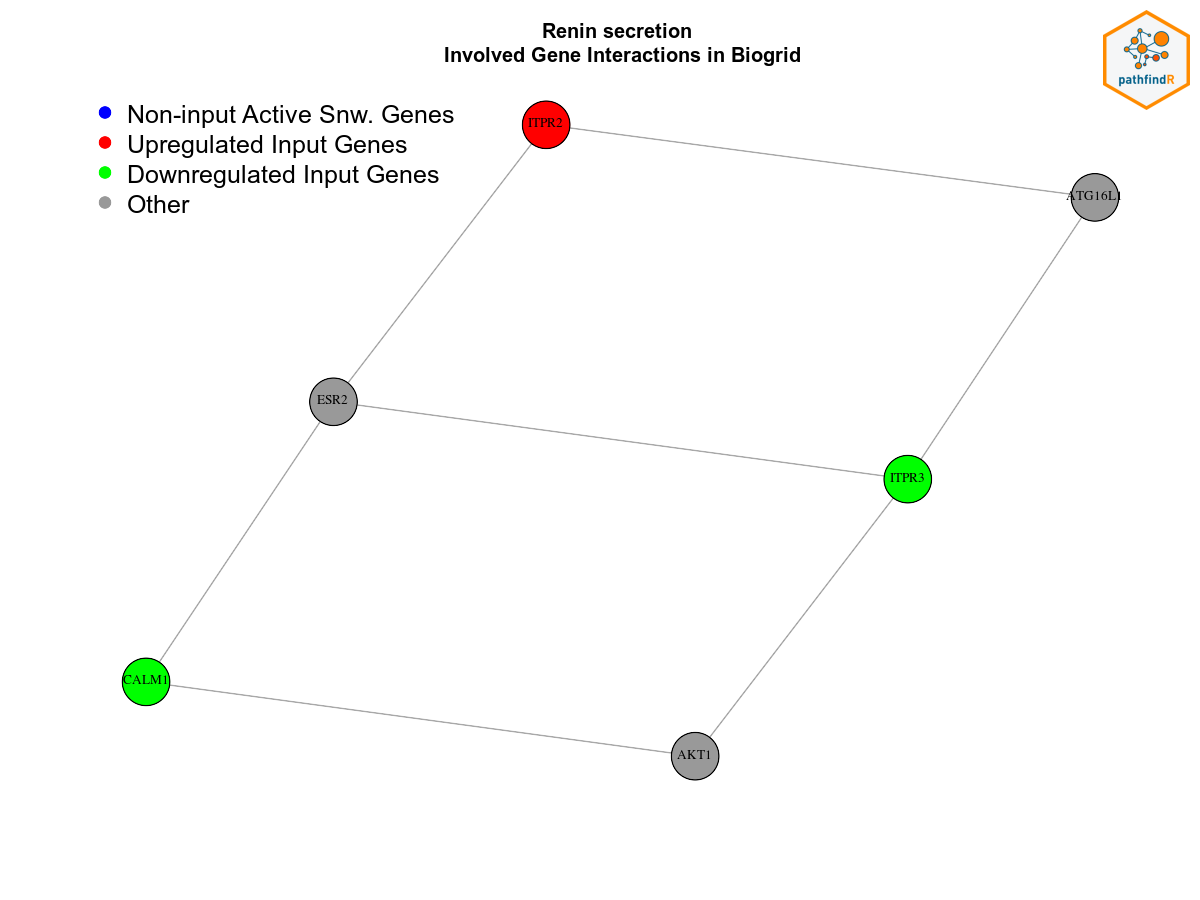 Renin secretion
Involved Gene Interactions in Biogrid
pathfindR
Non-input Active Snw. Genes
Upregulated Input Genes
Downregulated Input Genes
Other
ITPR2
ATG16L1
ESR2
ITPR3
CALM1
AKT1